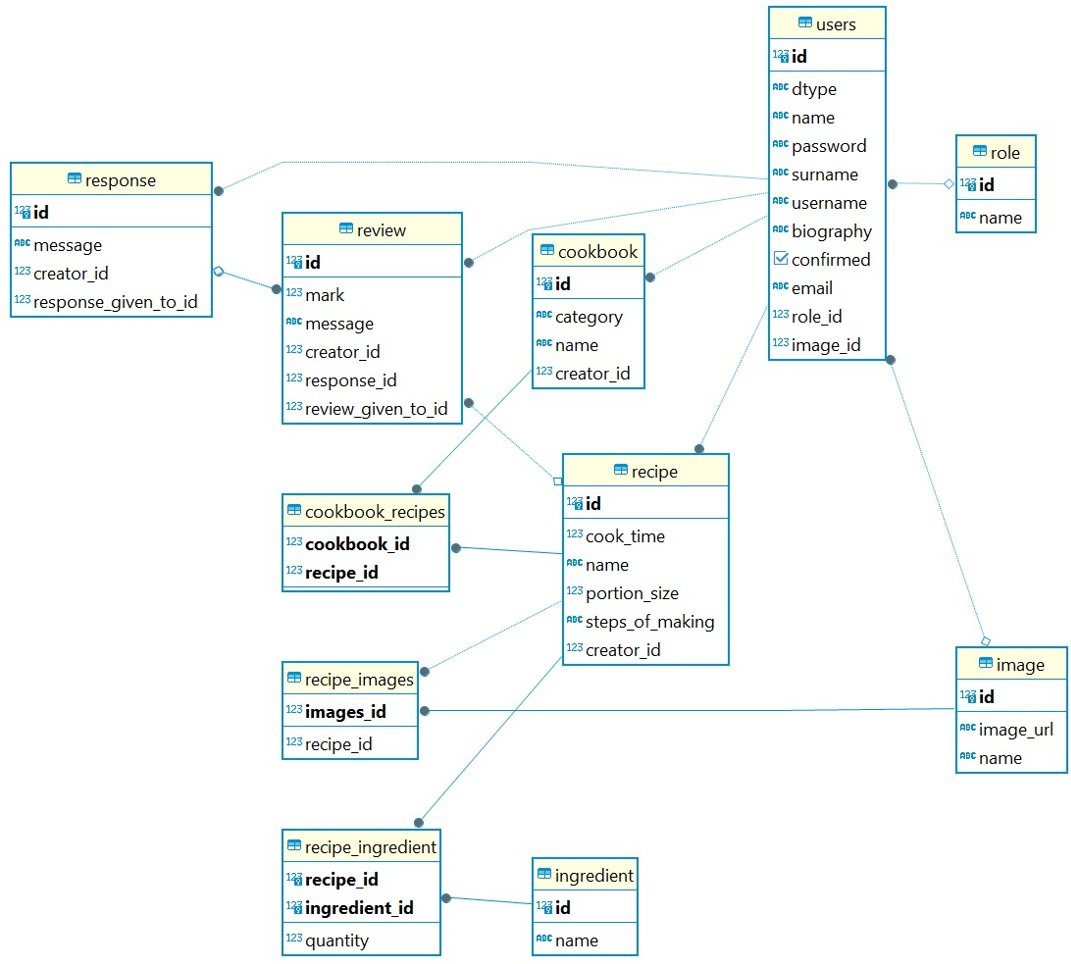 users
id
dtype
name
password
surname
username
biography
confirmed
email
role_id
image_id
role
id
name
response
id
message
creator_id
response_given_to_id
review
id
mark
message
creator_id
response_id
review_given_to_id
cookbook
id
category
name
creator_id
recipe
id
cook_time
name
portion_size
steps_of_making
creator_id
cookbook_recipes
cookbook_id
recipe_id
recipe_images
images_id
recipe_id
image
id
image_url
name
recipe_ingredient
recipe_id
ingredient_id
quantity
ingredient
id
name